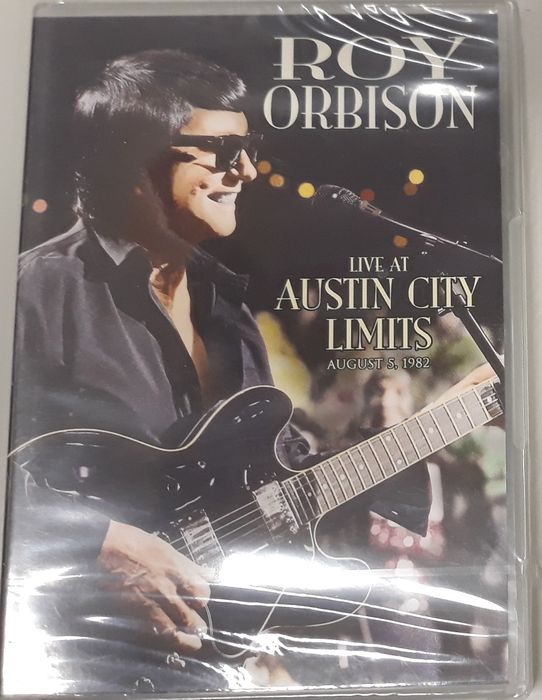 ROY
ORBISON
LIVE AT
AUSTIN CITY
LIMITS
AUGUST 5, 1982